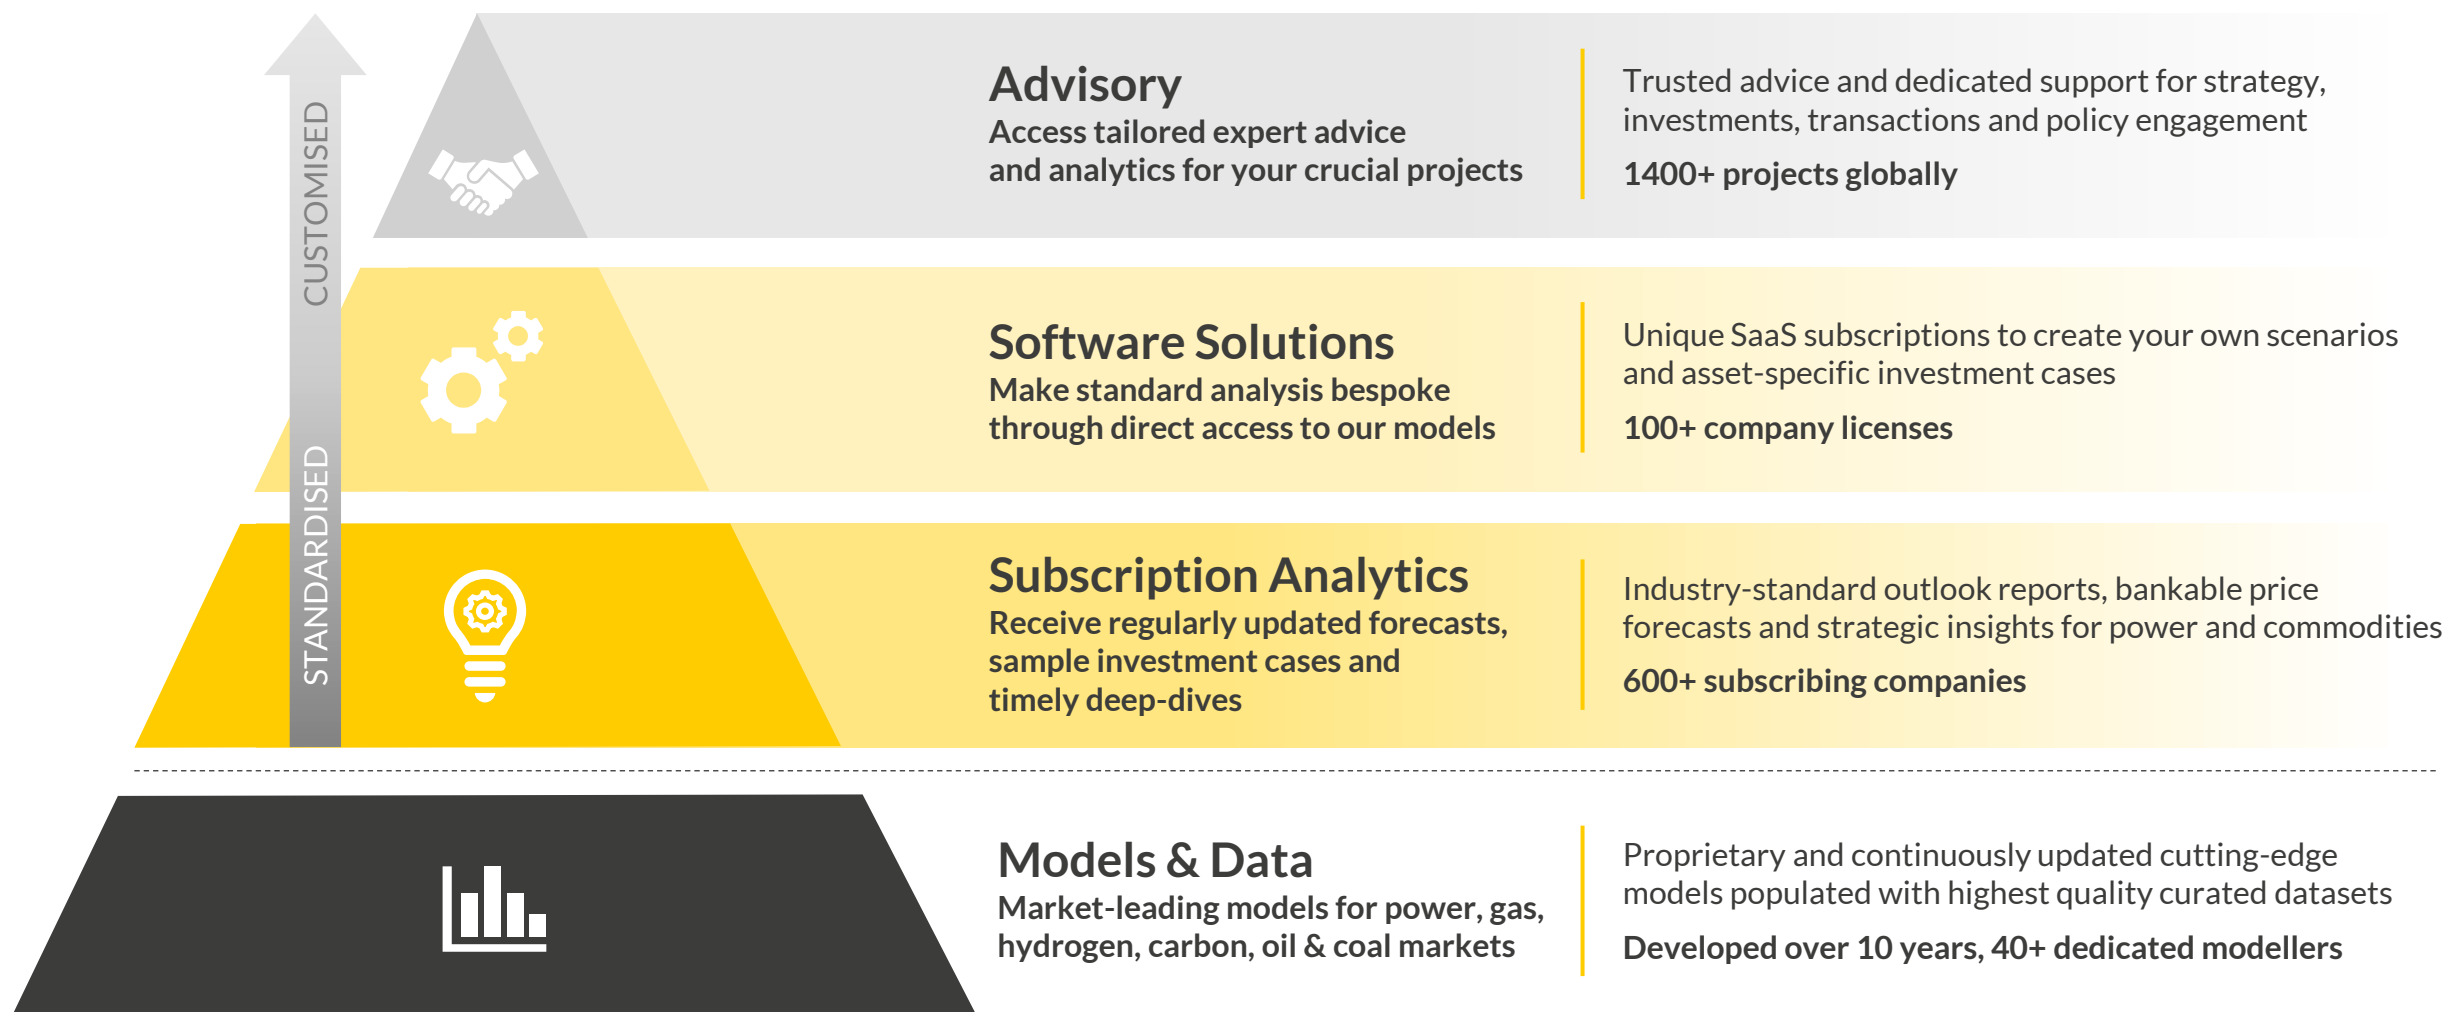 CUSTOMISED
STANDARDISED
Advisory
Access tailored expert advice
and analytics for your crucial projects
Trusted advice and dedicated support for strategy,
investments, transactions and policy engagement
1400+ projects globally
Software Solutions
Make standard analysis bespoke
through direct access to our models
Unique SaaS subscriptions to create your own scenarios
and asset-specific investment cases
100+ company licenses
Subscription Analytics
Receive regularly updated forecasts,
sample investment cases and
timely deep-dives
Industry-standard outlook reports, bankable price
forecasts and strategic insights for power and commodities
600+ subscribing companies
Models & Data
Market-leading models for power, gas,
hydrogen, carbon, oil & coal markets
Proprietary and continuously updated cutting-edge
models populated with highest quality curated datasets
Developed over 10 years, 40+ dedicated modellers